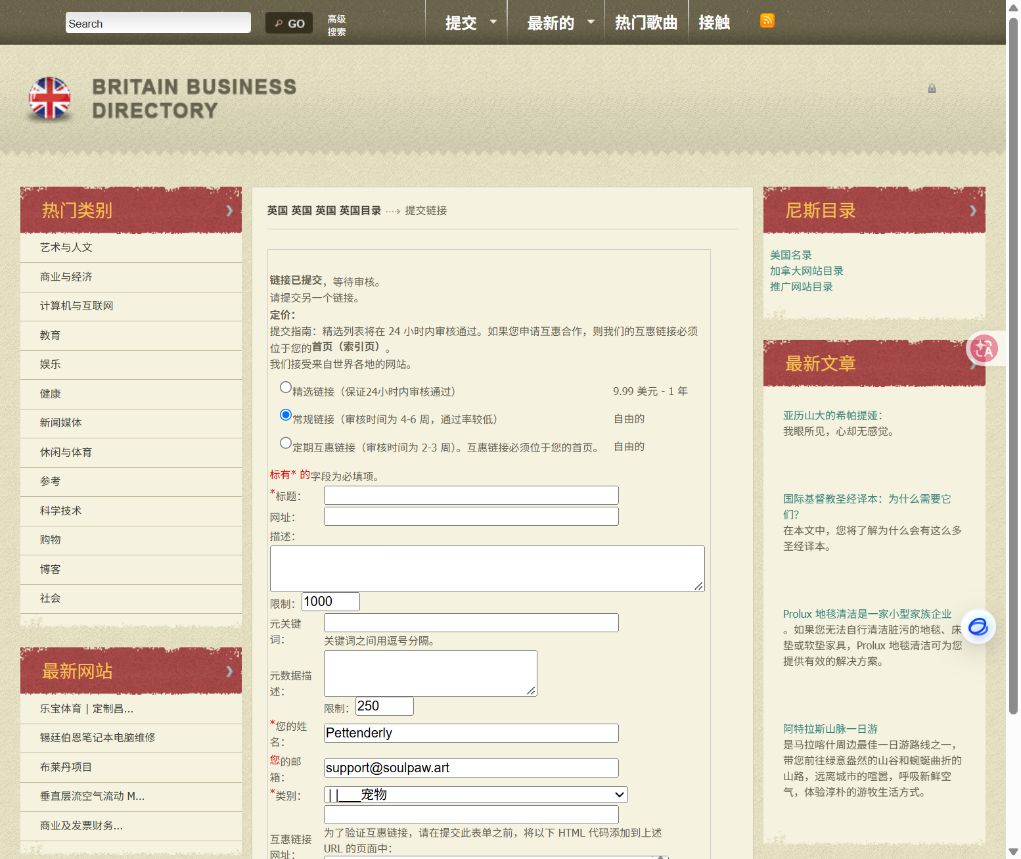 Search
GO
高级
搜索
提交
最新的
热门歌曲
接触
BRITAIN BUSINESS
DIRECTORY
热门类别
艺术与人文
商业与经济
计算机与互联网
教育
娱乐
健康
新闻媒体
休闲与体育
参考
科学技术
购物
博客
社会
最新网站
乐宝体育 | 定制昌...
锡廷伯恩笔记本电脑维修
布莱丹项目
垂直层流空气流动 M...
商业及发票财务...
英国 英国 英国 英国目录 ····› 提交链接
链接已提交，等待审核。
请提交另一个链接。
定价:
提交指南：精选列表将在 24 小时内审核通过。如果您申请互惠合作，则我们的互惠链接必须
位于您的首页（索引页）。
我们接受来自世界各地的网站。
精选链接（保证24小时内审核通过） 9.99 美元 - 1 年
常规链接（审核时间为 4-6 周，通过率较低） 自由的
定期互惠链接（审核时间为 2-3 周）。互惠链接必须位于您的首页。 自由的
标有* 的字段为必填项。
*标题：
网址：
描述：
限制： 1000
元关键
词：
关键词之间用逗号分隔。
元数据描
述：
限制： 250
*您的姓
名： Pettenderly
您的邮
箱： support@soulpaw.art
*类别： | |___宠物
互惠链接
网址：
为了验证互惠链接，请在提交此表单之前，将以下 HTML 代码添加到上述
URL 的页面中：
尼斯目录
美国名录
加拿大网站目录
推广网站目录
最新文章
亚历山大的希帕提娅：
我眼所见，心却无感觉。
国际基督教圣经译本：为什么需要它
们？
在本文中，您将了解为什么会有这么多
圣经译本。
Prolux 地毯清洁是一家小型家族企业
。如果您无法自行清洁脏污的地毯、床
垫或软垫家具，Prolux 地毯清洁可为您
提供有效的解决方案。
阿特拉斯山脉一日游
是马拉喀什周边最佳一日游路线之一，
带您前往绿意盎然的山谷和蜿蜒曲折的
山路，远离城市的喧嚣，呼吸新鲜空
气，体验淳朴的游牧生活方式。